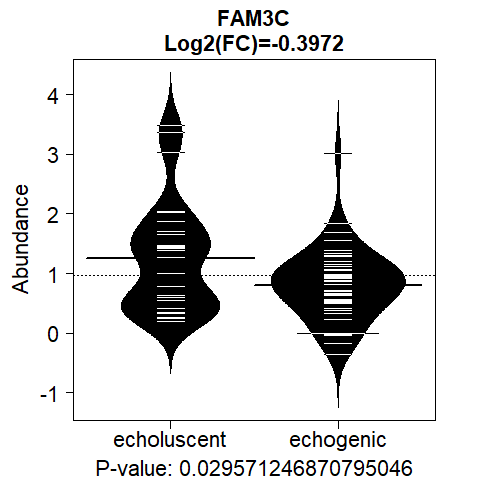 FAM3C
Log2(FC)=-0.3972
Abundance
4
3
2
1
0
-1
echoluscent
echogenic
P-value: 0.029571246870795046